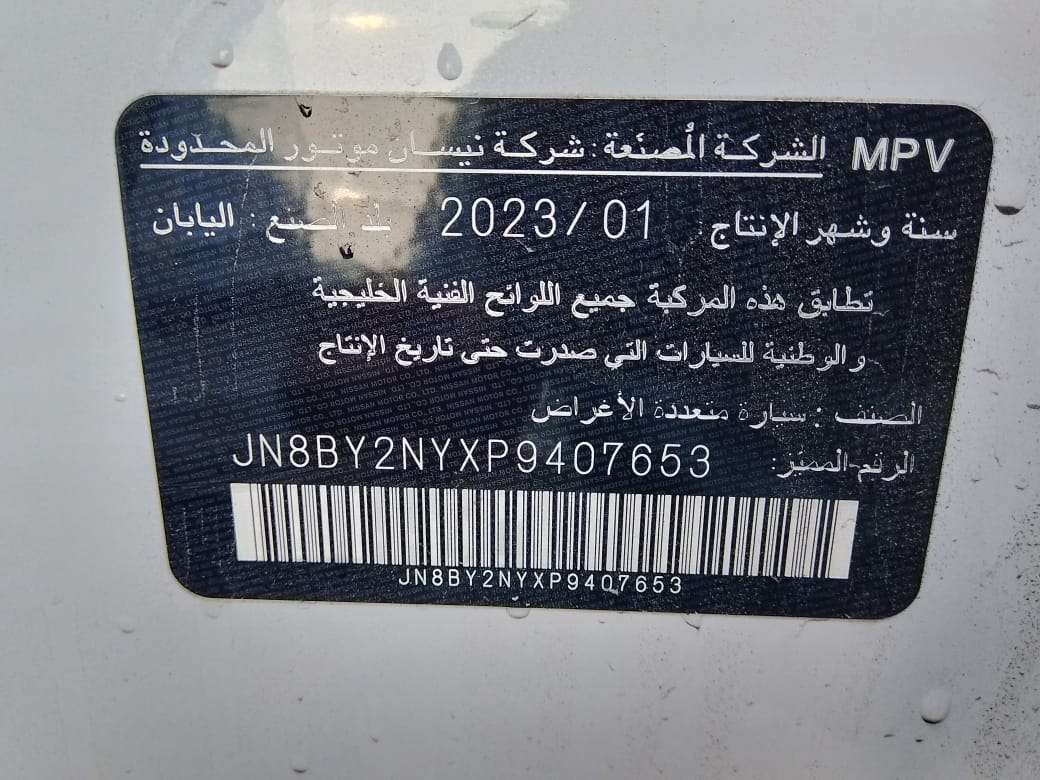 MPV الشركة المُصنّعة: شركة نيسان موتور المحدودة
سنة وشهر الإنتاج: 2023/01 بلد الصنع: اليابان
تطابق هذه المركبة جميع اللوائح الفنية الخليجية
والوطنية للسيارات التي صدرت حتى تاريخ الإنتاج
الصنف: سيارة متعددة الأغراض
الرقم المميّز: JN8BY2NYXP9407653
JN8BY2NYXP9407653